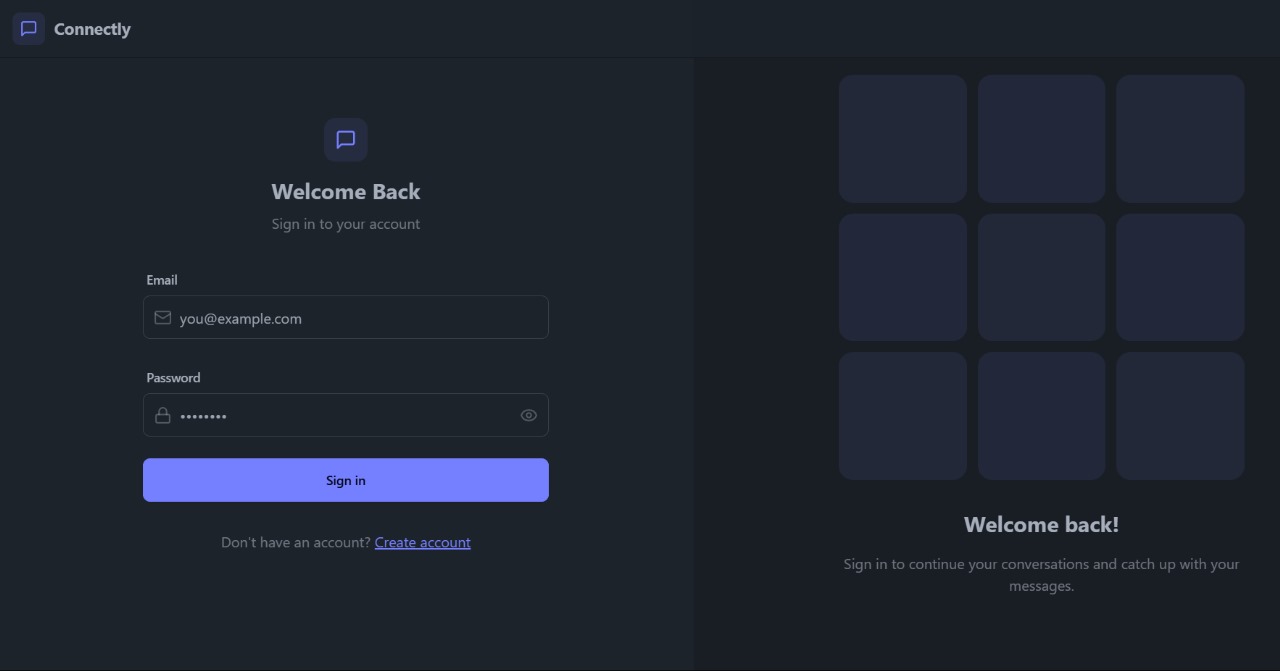 Connectly
Welcome Back
Sign in to your account
Email
you@example.com
Password
••••••••
Sign in
Don't have an account? Create account
Welcome back!
Sign in to continue your conversations and catch up with your
messages.